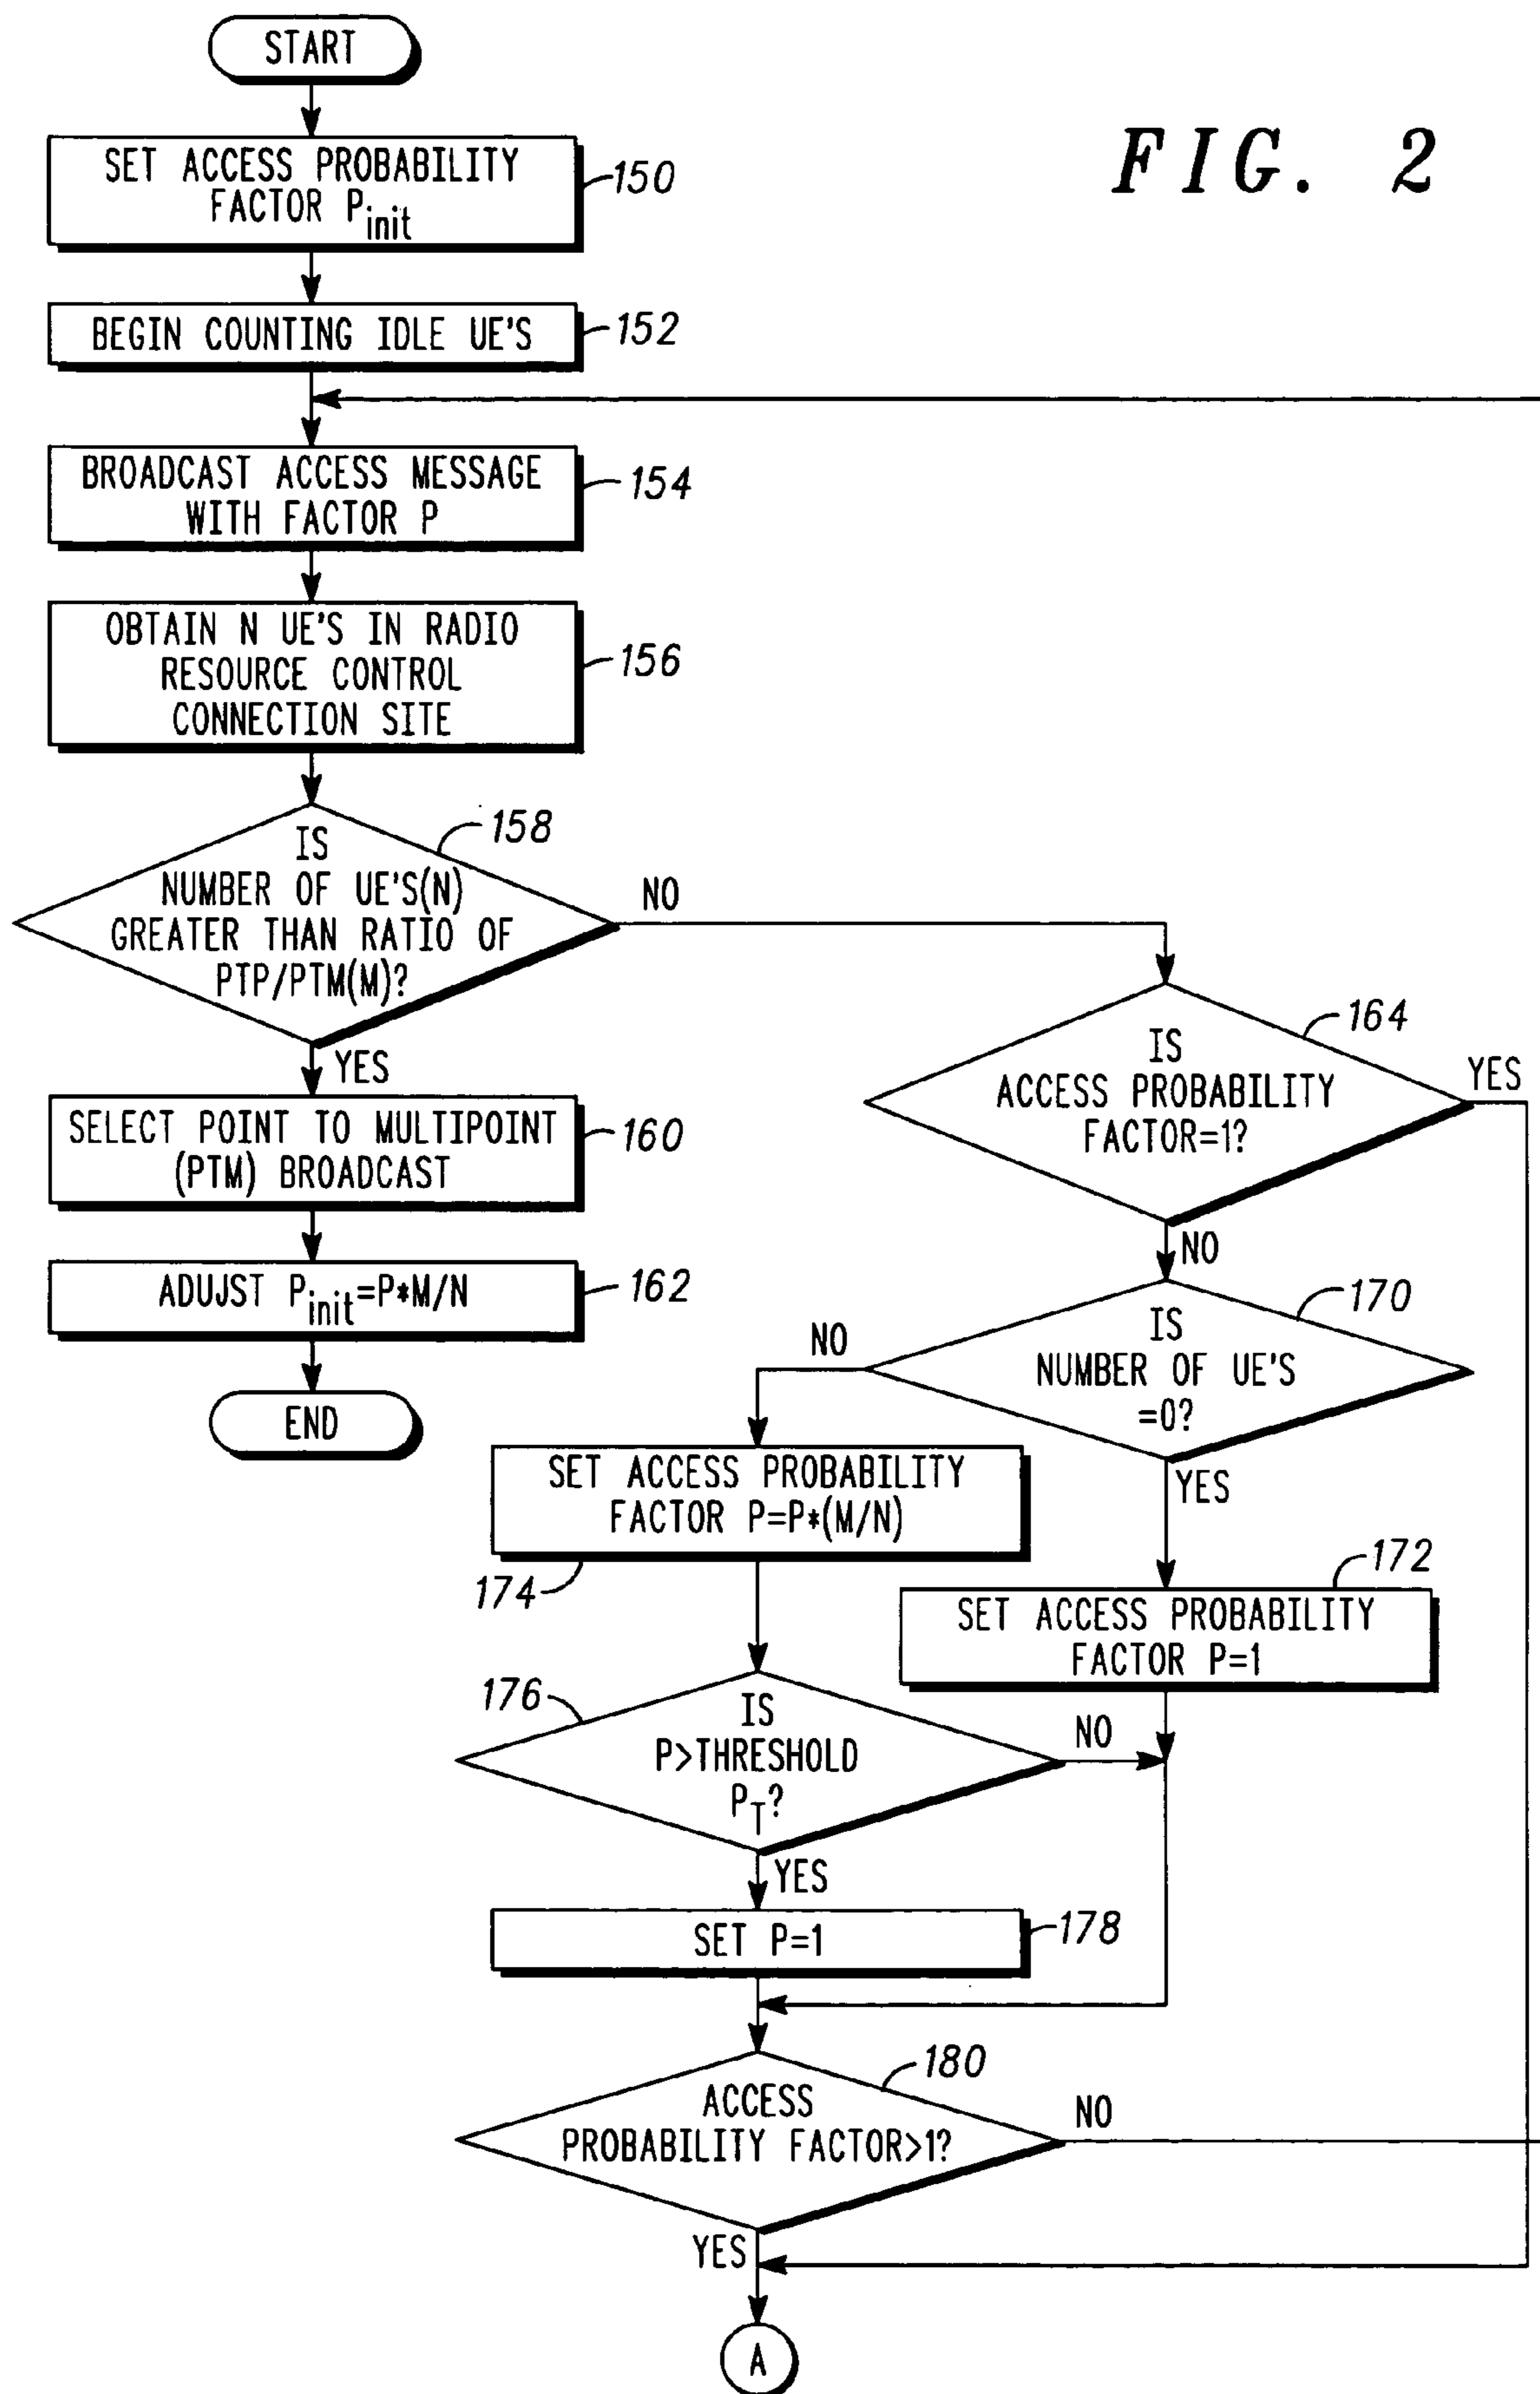 START
FIG. 2
SET ACCESS PROBABILITY
FACTOR Pinit
150
BEGIN COUNTING IDLE UE'S
152
BROADCAST ACCESS MESSAGE
WITH FACTOR P
154
OBTAIN N UE'S IN RADIO
RESOURCE CONTROL
CONNECTION SITE
156
IS
NUMBER OF UE'S(N)
GREATER THAN RATIO OF
PTP/PTM(M)?
158
NO
YES
SELECT POINT TO MULTIPOINT
(PTM) BROADCAST
160
ADUJST Pinit=P*M/N
162
END
IS
ACCESS PROBABILITY
FACTOR=1?
164
YES
NO
IS
NUMBER OF UE'S
=0?
170
NO
YES
SET ACCESS PROBABILITY
FACTOR P=P*(M/N)
174
SET ACCESS PROBABILITY
FACTOR P=1
172
IS
P>THRESHOLD
PT?
176
NO
YES
SET P=1
178
ACCESS
PROBABILITY FACTOR>1?
180
NO
YES
A